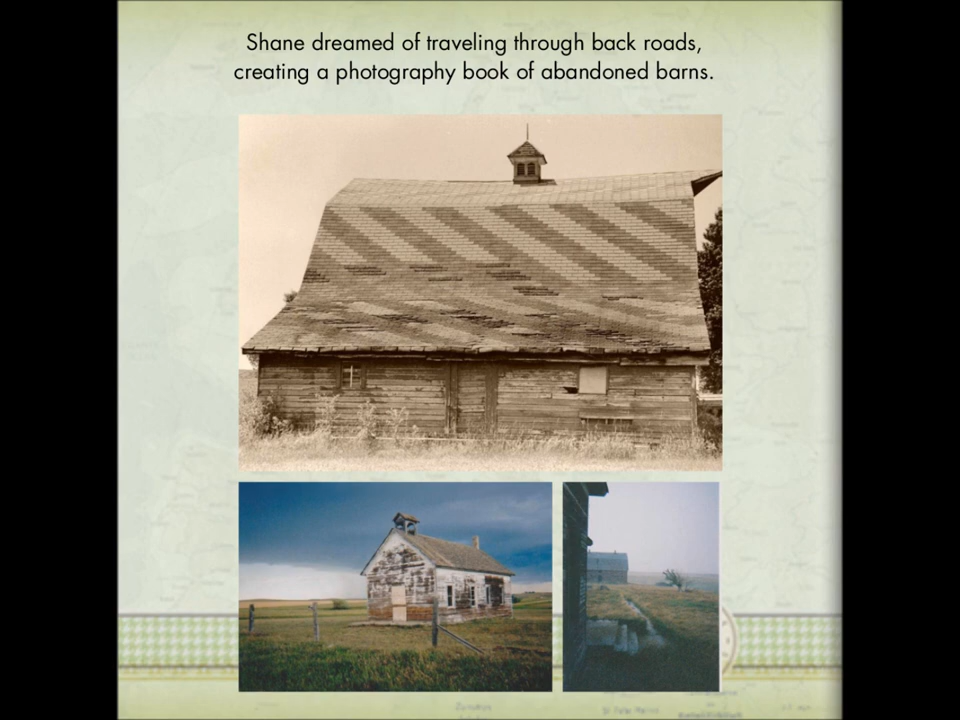 Shane dreamed of traveling through back roads,
creating a photography book of abandoned barns.